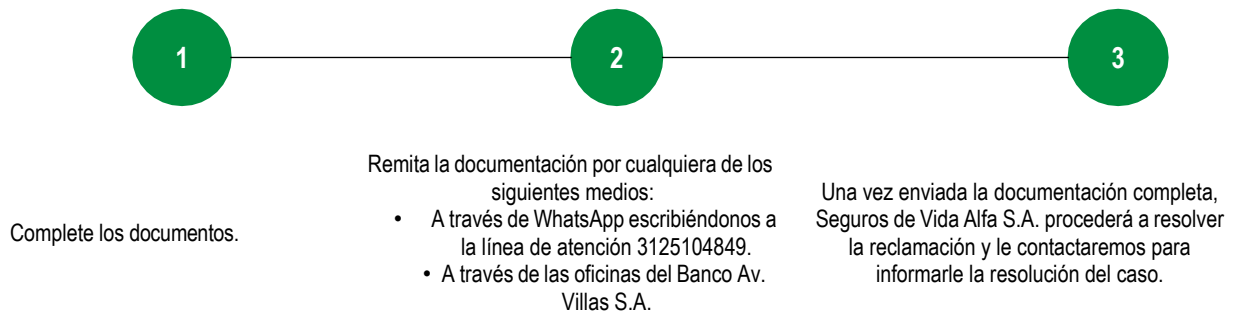 1
2
3
Complete los documentos.
Remita la documentación por cualquiera de los
siguientes medios:
• A través de WhatsApp escribiéndonos a
la línea de atención 3125104849.
• A través de las oficinas del Banco Av.
Villas S.A.
Una vez enviada la documentación completa,
Seguros de Vida Alfa S.A. procederá a resolver
la reclamación y le contactaremos para
informarle la resolución del caso.